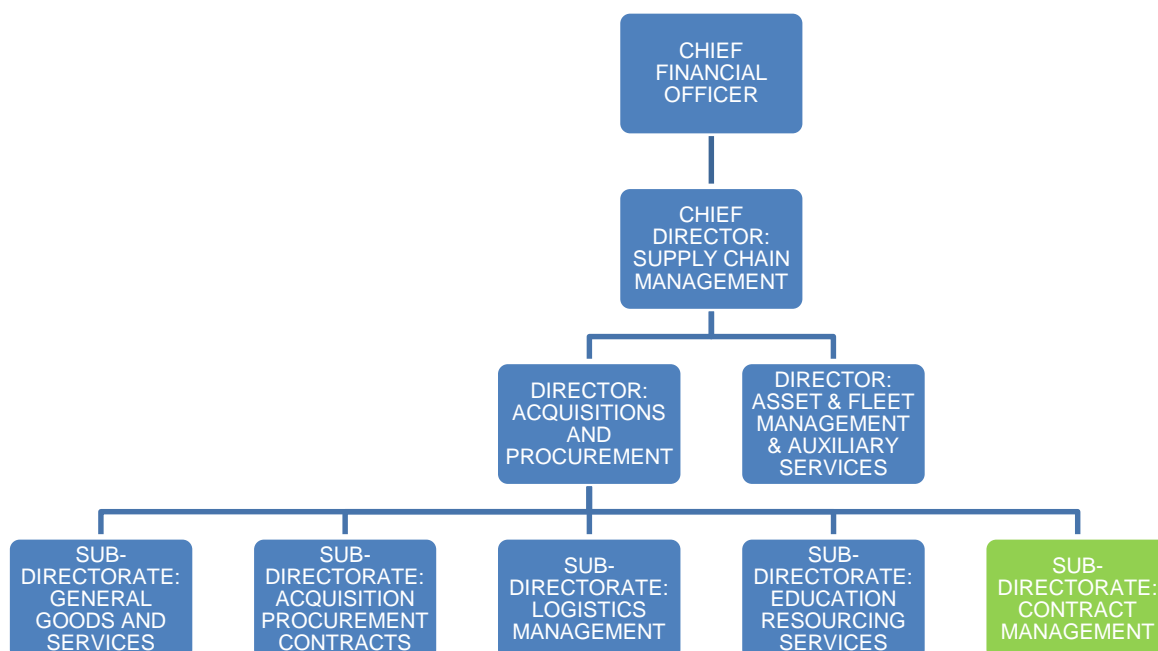 CHIEF
FINANCIAL
OFFICER
CHIEF
DIRECTOR:
SUPPLY CHAIN
MANAGEMENT
DIRECTOR:
ACQUISITIONS
AND
PROCUREMENT
DIRECTOR:
ASSET & FLEET
MANAGEMENT
& AUXILIARY
SERVICES
SUB-
DIRECTORATE:
GENERAL
GOODS AND
SERVICES
SUB-
DIRECTORATE:
ACQUISITION
PROCUREMENT
CONTRACTS
SUB-
DIRECTORATE:
LOGISTICS
MANAGEMENT
SUB-
DIRECTORATE:
EDUCATION
RESOURCING
SERVICES
SUB-
DIRECTORATE:
CONTRACT
MANAGEMENT